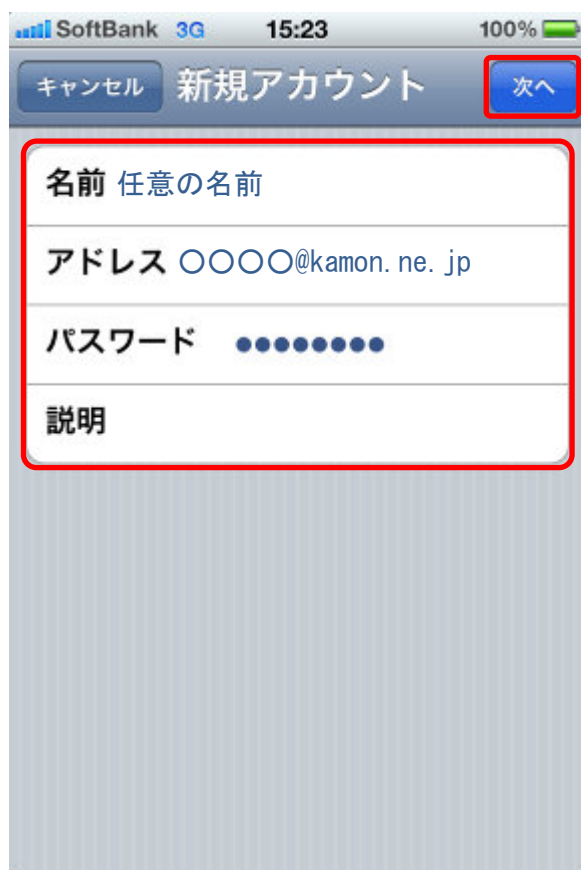 SoftBank 3G 15:23 100%
キャンセル 新規アカウント 次へ
名前 任意の名前
アドレス 〇〇〇〇@kamon.ne.jp
パスワード ●●●●●●●●
説明